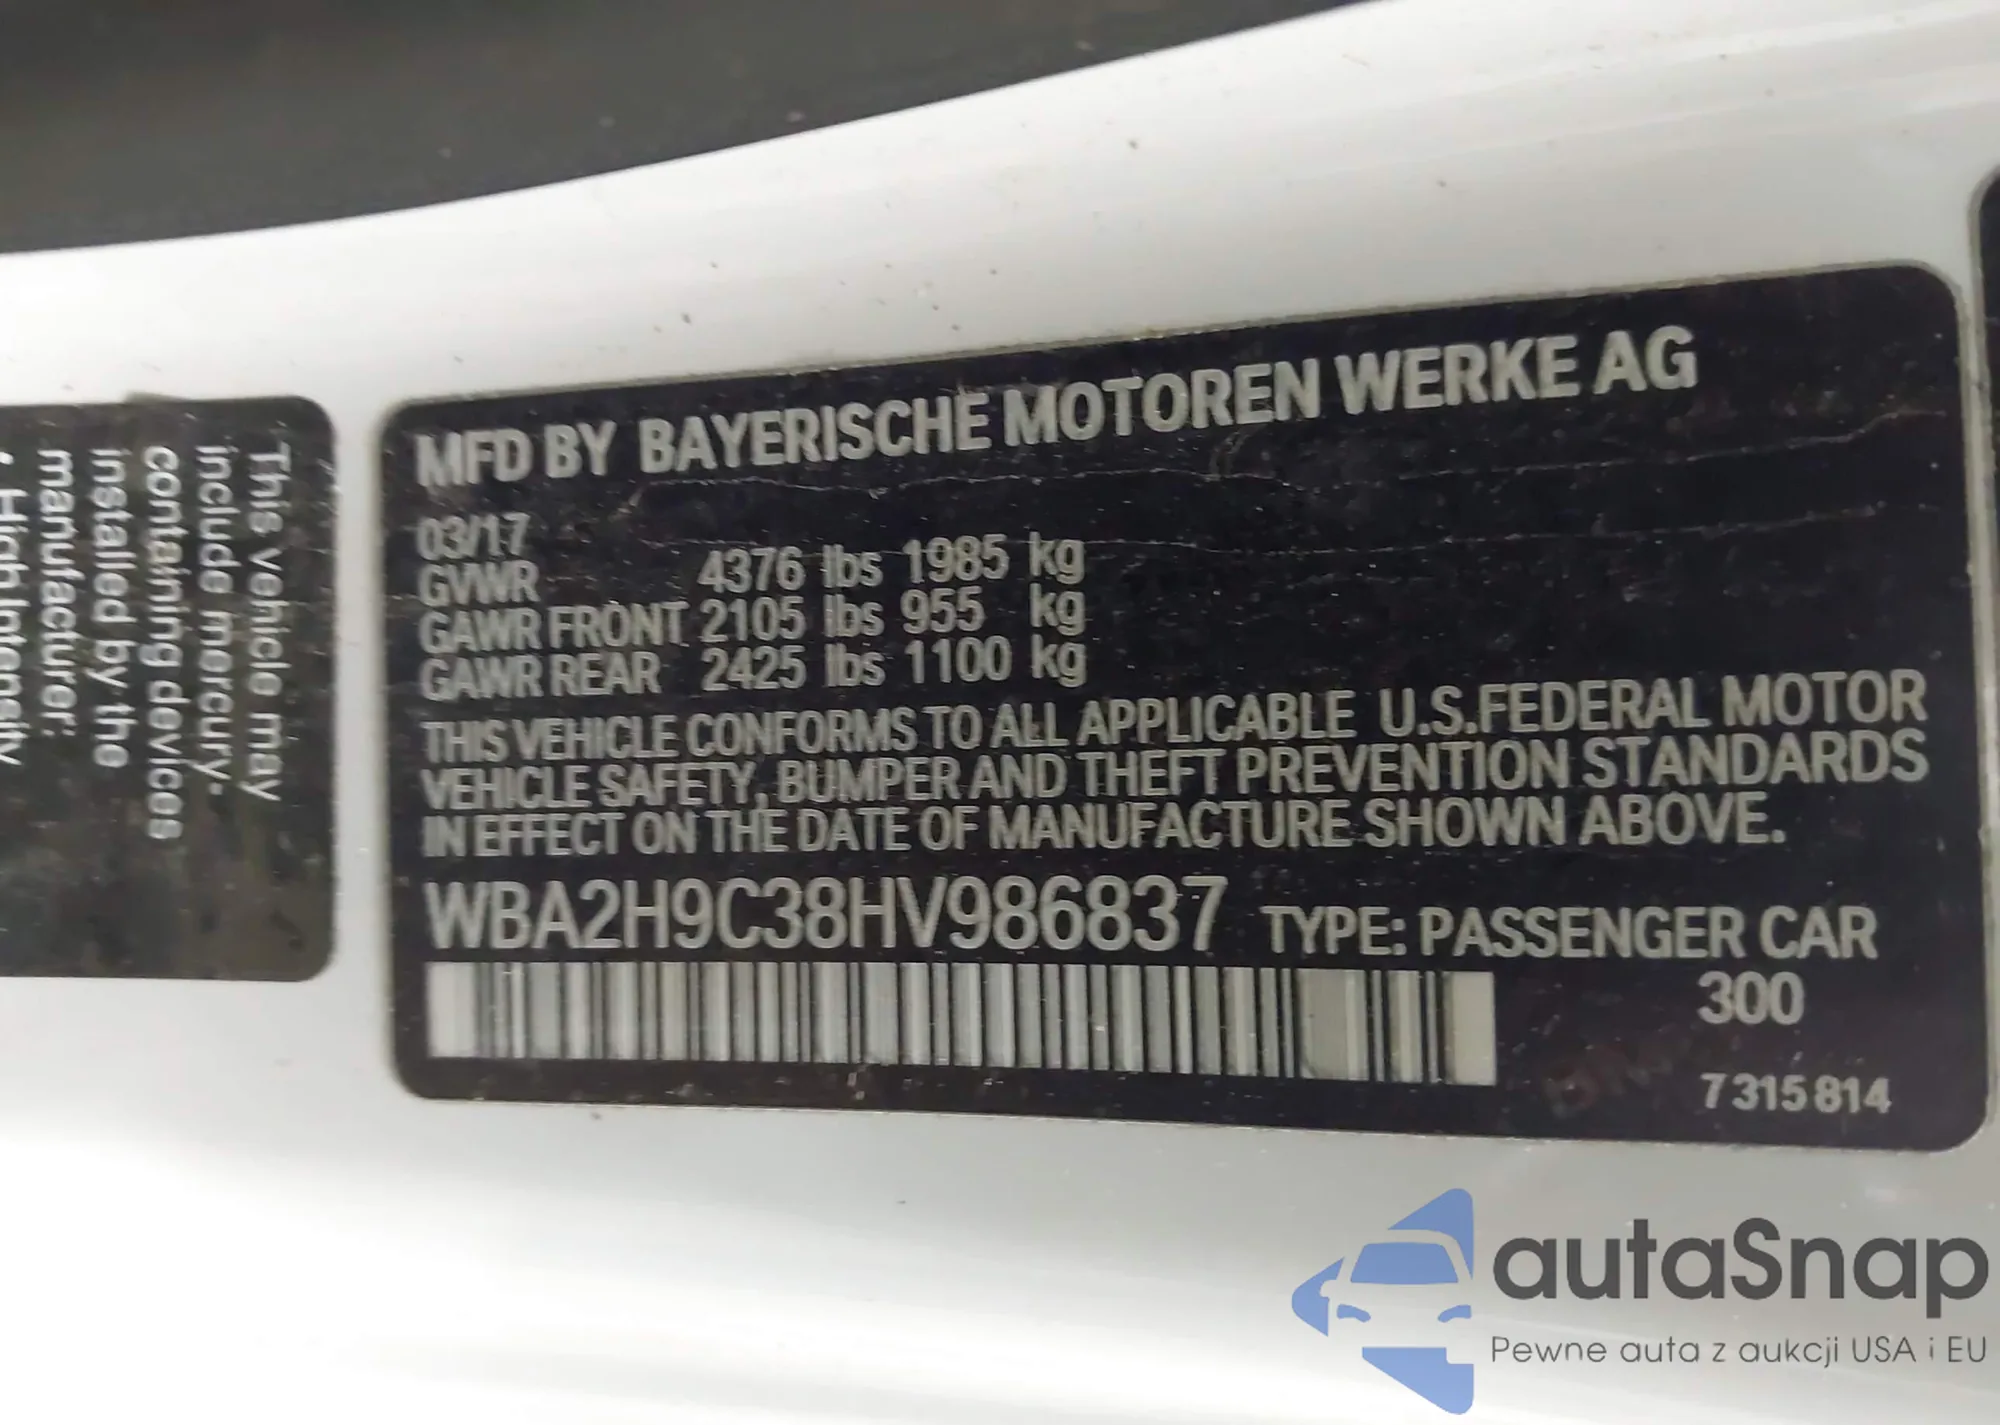 This vehicle may
include mercury-
containing devices
installed by the
manufacturer:
MFD BY BAYERISCHE MOTOREN WERKE AG
03/17
GVWR 4376 lbs 1985 kg
GAWR FRONT 2105 lbs 955 kg
GAWR REAR 2425 lbs 1100 kg
THIS VEHICLE CONFORMS TO ALL APPLICABLE U.S.FEDERAL MOTOR
VEHICLE SAFETY, BUMPER AND THEFT PREVENTION STANDARDS
IN EFFECT ON THE DATE OF MANUFACTURE SHOWN ABOVE.
WBA2H9C38HV986837 TYPE: PASSENGER CAR
300
7315814
autaSnap
Pewne auta z aukcji USA i EU